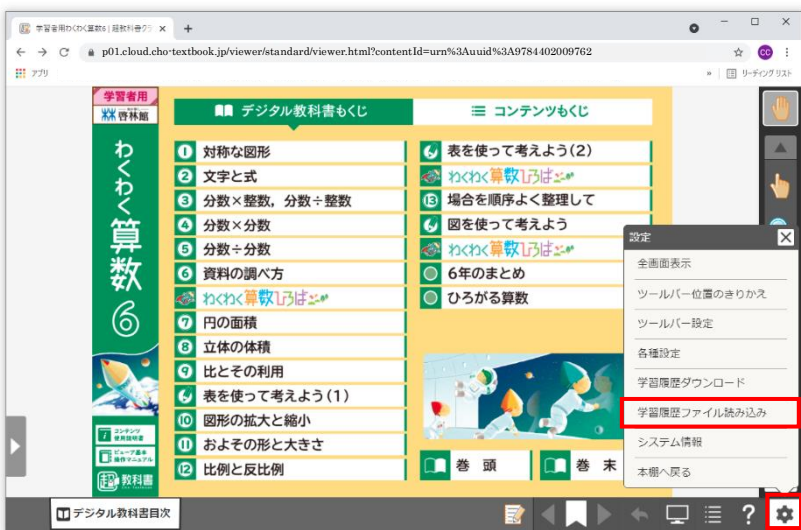 学習者用わくわく算数6 | 超教科書クラ
p01.cloud.cho-textbook.jp/viewer/standard/viewer.html?contentId=urn%3Auuid%3A9784402009762
アプリ
リーディング リスト
学習者用
啓林館
わくわく算数6
コンテンツ使用説明書
ビューア基本操作マニュアル
超教科書
デジタル教科書もくじ
コンテンツもくじ
1 対称な図形
2 文字と式
3 分数×整数, 分数÷整数
4 分数×分数
5 分数÷分数
6 資料の調べ方
わくわく算数ひろば
7 円の面積
8 立体の体積
9 比とその利用
表を使って考えよう(1)
10 図形の拡大と縮小
11 およその形と大きさ
12 比例と反比例
表を使って考えよう(2)
わくわく算数ひろば
13 場合を順序よく整理して
図を使って考えよう
わくわく算数ひろば
6年のまとめ
ひろがる算数
巻 頭
巻 末
設定
全画面表示
ツールバー位置のきりかえ
ツールバー設定
各種設定
学習履歴ダウンロード
学習履歴ファイル読み込み
システム情報
本棚へ戻る
デジタル教科書目次